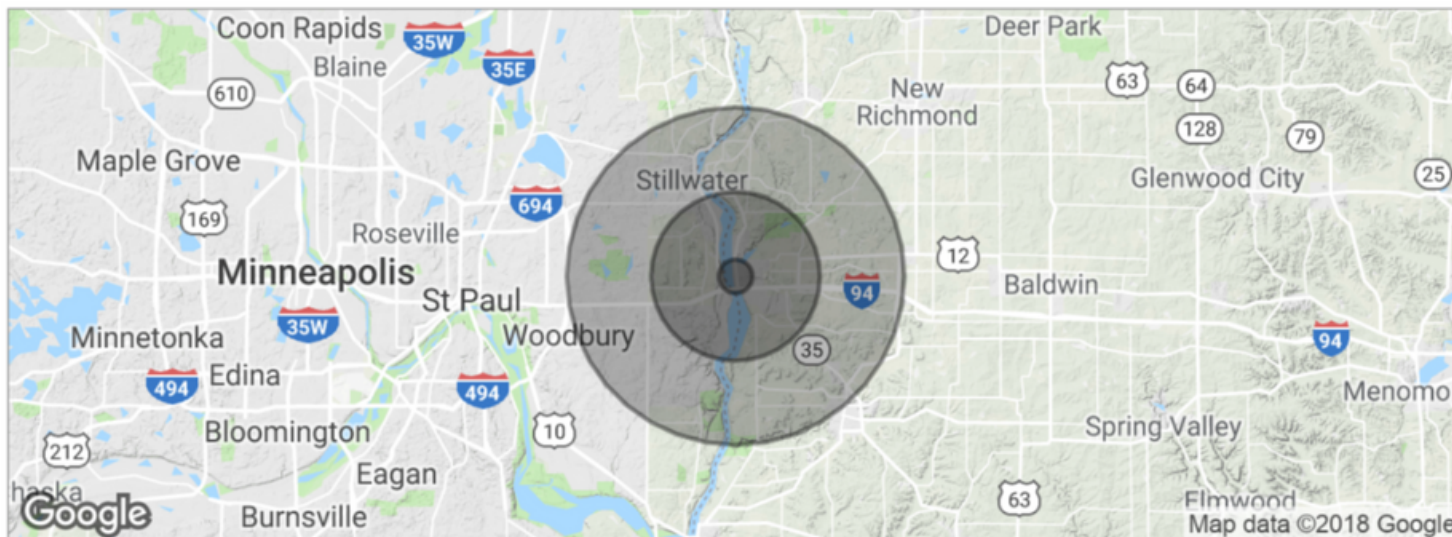 Coon Rapids
35W
Deer Park
Blaine
35E
63
64
610
New
Richmond
128
79
Maple Grove
Stillwater
Glenwood City
25
694
169
Roseville
12
Minneapolis
94
Baldwin
St Paul
35W
Woodbury
Minnetonka
35
94
494
Edina
494
Menomo
Bloomington
10
Spring Valley
212
Eagan
haska
63
Elmwood
Google
Burnsville
Map data ©2018 Google